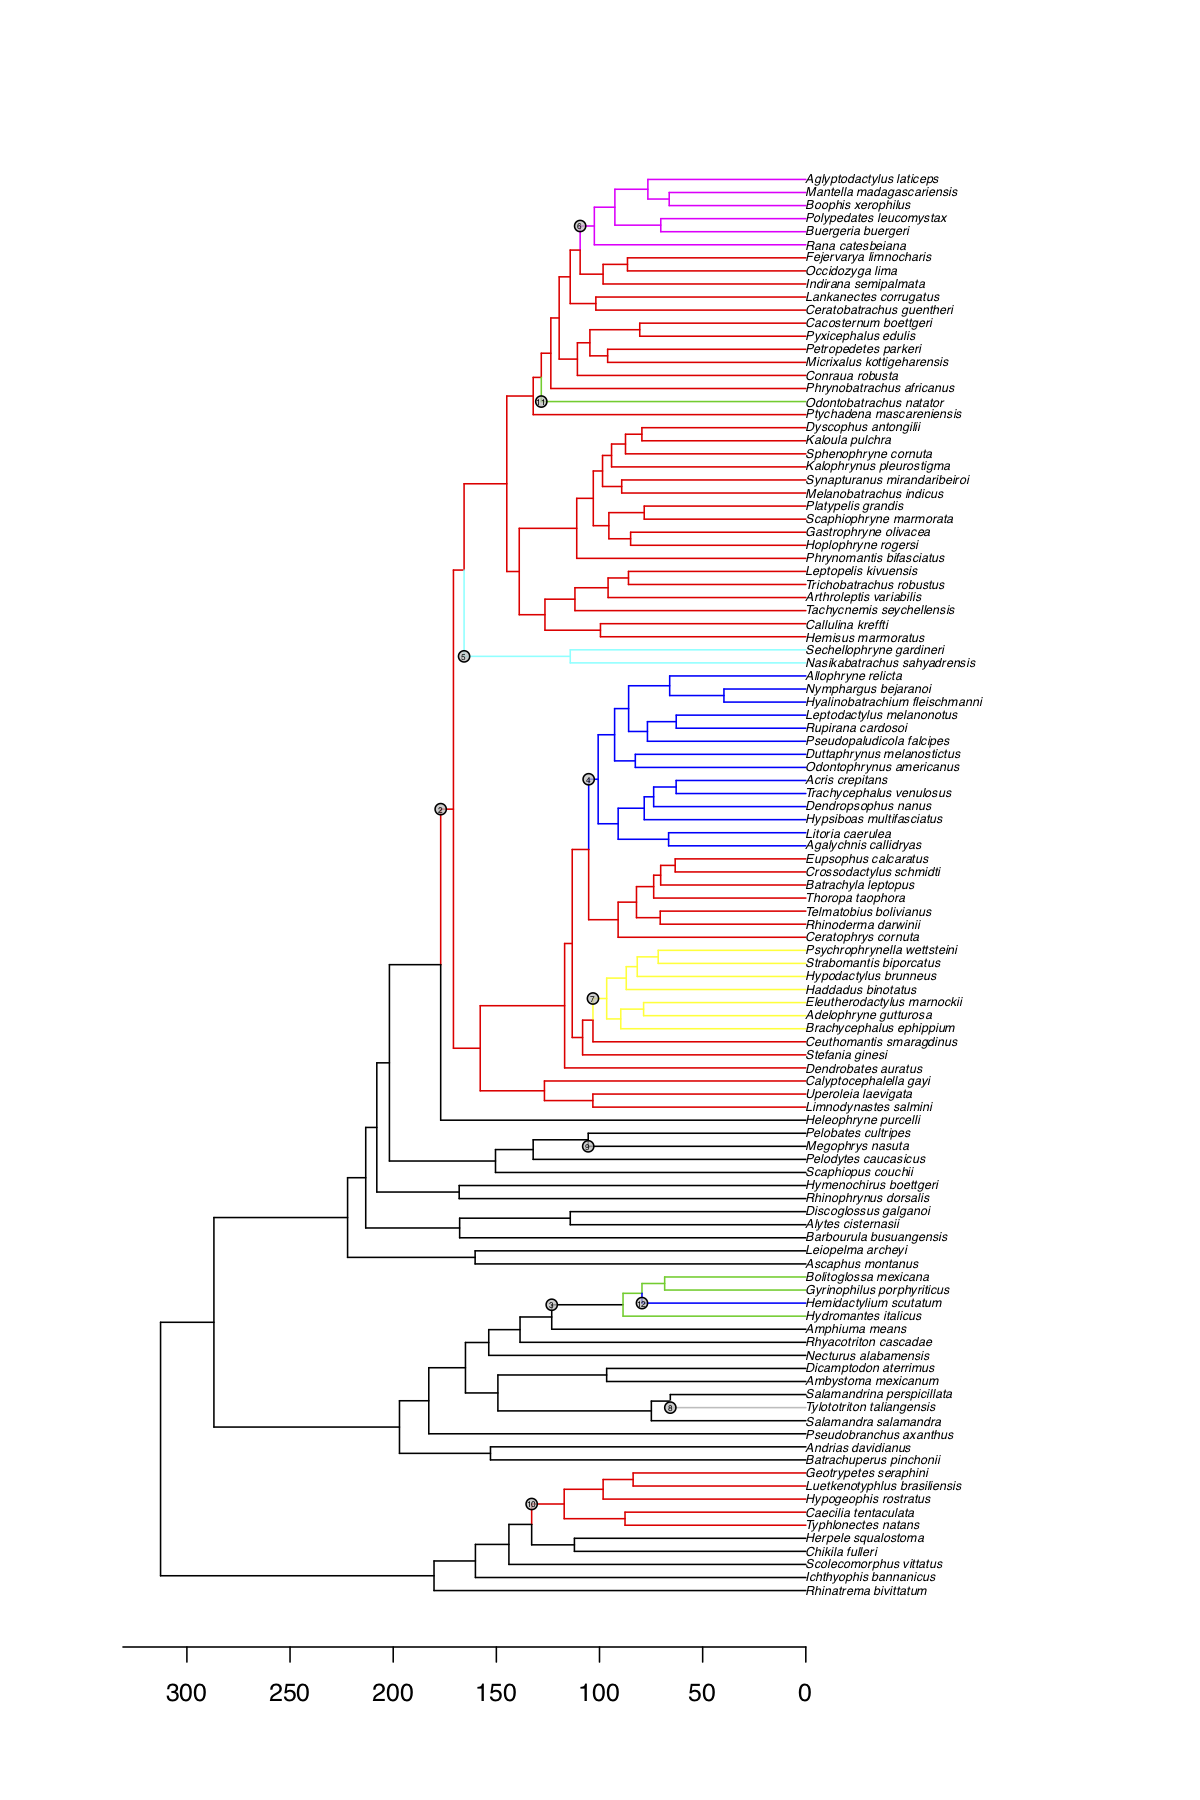 Aglyptodactylus laticeps
Mantella madagascariensis
Boophis xerophilus
Polypedates leucomystax
Buergeria buergeri
6
Rana catesbeiana
Fejervarya limnocharis
Occidozyga lima
Indirana semipalmata
Lankanectes corrugatus
Ceratobatrachus guentheri
Cacosternum boettgeri
Pyxicephalus edulis
Petropedetes parkeri
Micrixalus kottigeharensis
Conraua robusta
Phrynobatrachus africanus
11
Odontobatrachus natator
Ptychadena mascareniensis
Dyscophus antongilii
Kaloula pulchra
Sphenophryne cornuta
Kalophrynus pleurostigma
Synapturanus mirandaribeiroi
Melanobatrachus indicus
Platypelis grandis
Scaphiophryne marmorata
Gastrophryne olivacea
Hoplophryne rogersi
Phrynomantis bifasciatus
Leptopelis kivuensis
Trichobatrachus robustus
Arthroleptis variabilis
Tachycnemis seychellensis
Callulina kreffti
Hemisus marmoratus
Sechellophryne gardineri
5
Nasikabatrachus sahyadrensis
Allophryne relicta
Nymphargus bejaranoi
Hyalinobatrachium fleischmanni
Leptodactylus melanonotus
Rupirana cardosoi
Pseudopaludicola falcipes
Duttaphrynus melanostictus
Odontophrynus americanus
4
Acris crepitans
Trachycephalus venulosus
Dendropsophus nanus
2
Hypsiboas multifasciatus
Litoria caerulea
Agalychnis callidryas
Eupsophus calcaratus
Crossodactylus schmidti
Batrachyla leptopus
Thoropa taophora
Telmatobius bolivianus
Rhinoderma darwinii
Ceratophrys cornuta
Psychrophrynella wettsteini
Strabomantis biporcatus
Hypodactylus brunneus
Haddadus binotatus
7
Eleutherodactylus marnockii
Adelophryne gutturosa
Brachycephalus ephippium
Ceuthomantis smaragdinus
Stefania ginesi
Dendrobates auratus
Calyptocephalella gayi
Uperoleia laevigata
Limnodynastes salmini
Heleophryne purcelli
Pelobates cultripes
9
Megophrys nasuta
Pelodytes caucasicus
Scaphiopus couchii
Hymenochirus boettgeri
Rhinophrynus dorsalis
Discoglossus galganoi
Alytes cisternasii
Barbourula busuangensis
Leiopelma archeyi
Ascaphus montanus
Bolitoglossa mexicana
Gyrinophilus porphyriticus
3
12
Hemidactylium scutatum
Hydromantes italicus
Amphiuma means
Rhyacotriton cascadae
Necturus alabamensis
Dicamptodon aterrimus
Ambystoma mexicanum
Salamandrina perspicillata
8
Tylototriton taliangensis
Salamandra salamandra
Pseudobranchus axanthus
Andrias davidianus
Batrachuperus pinchonii
Geotrypetes seraphini
Luetkenotyphlus brasiliensis
Hypogeophis rostratus
10
Caecilia tentaculata
Typhlonectes natans
Herpele squalostoma
Chikila fulleri
Scolecomorphus vittatus
Ichthyophis bannanicus
Rhinatrema bivittatum
300 250 200 150 100 50 0